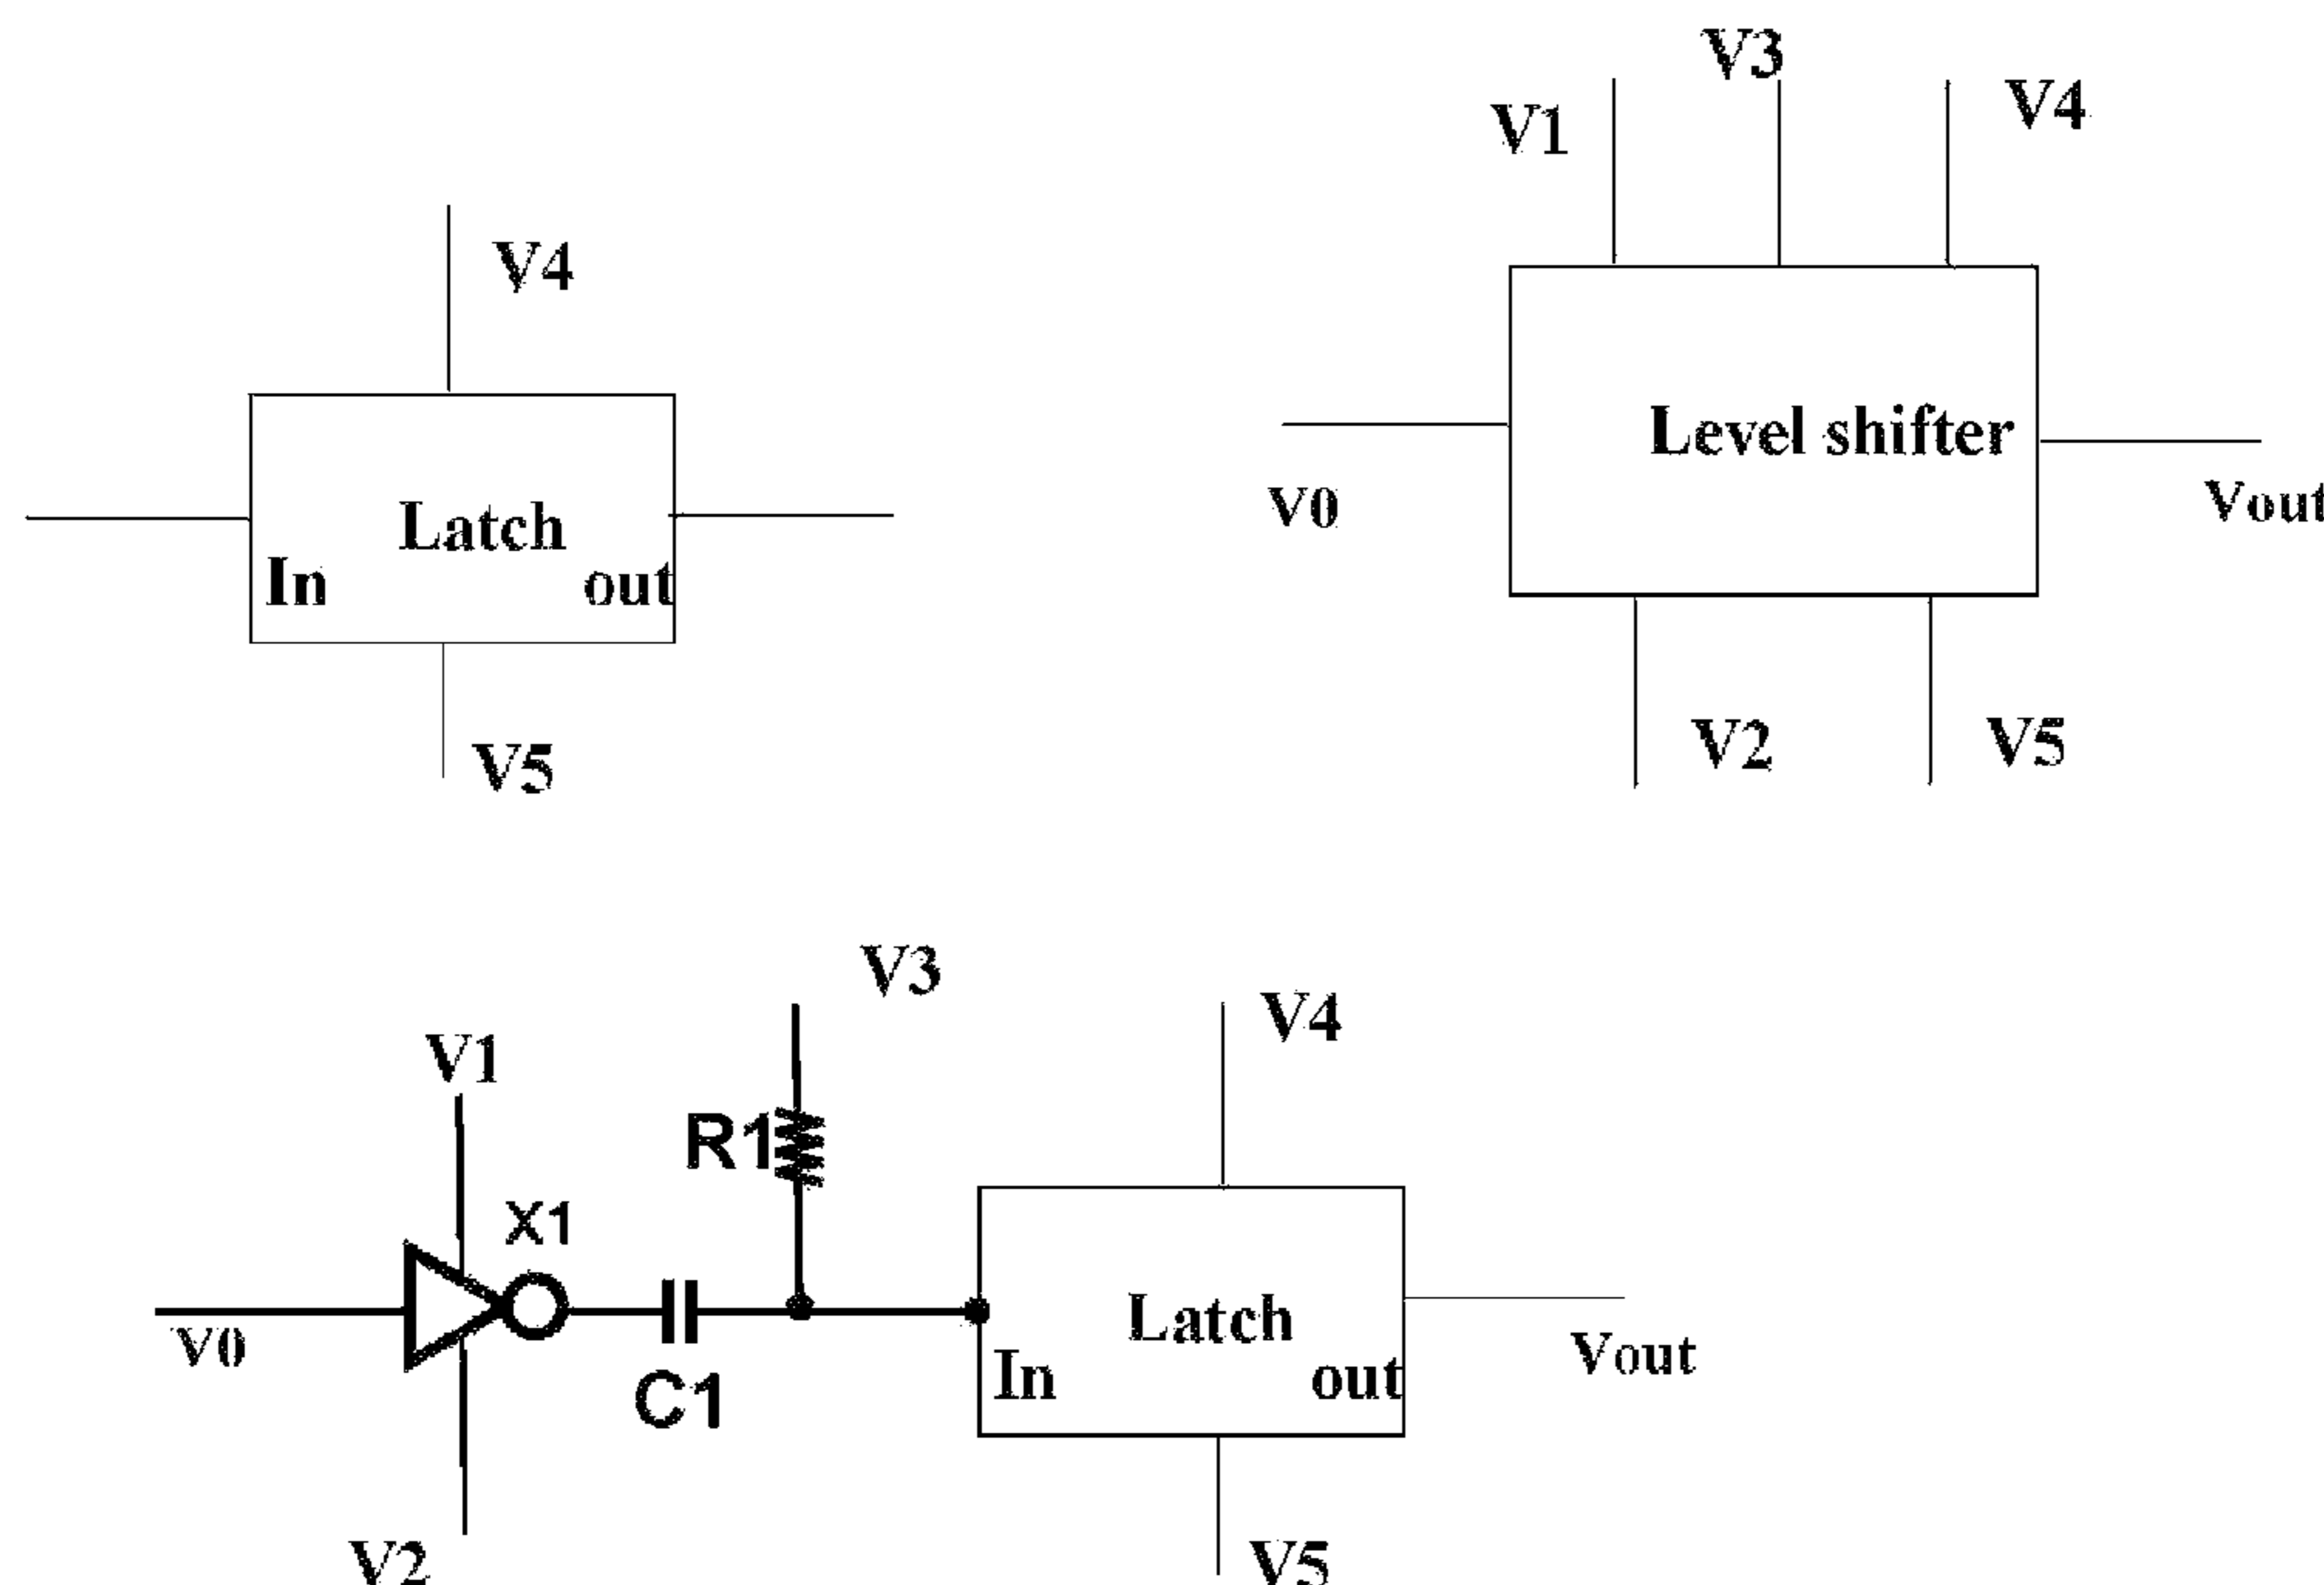 V3
V1
V4
V4
Level shifter
V0
Vout
Latch
In
out
V2
V5
V5
V3
V4
V1
R1
X1
Latch
V0
Vout
In
out
C1
V2
V5